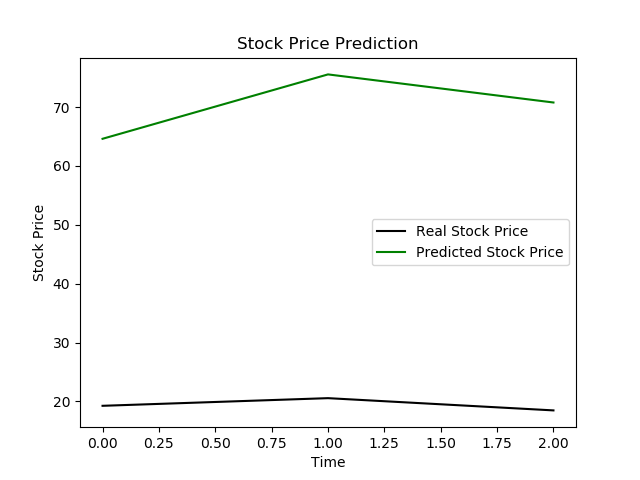 Stock Price Prediction
70
60
50
40
30
20
Stock Price
Real Stock Price
Predicted Stock Price
0.00 0.25 0.50 0.75 1.00 1.25 1.50 1.75 2.00
Time